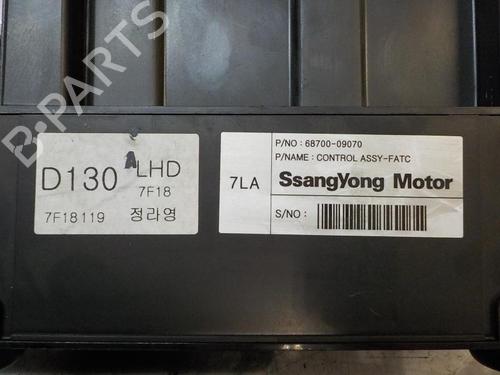 B-PARTS
D130
A
LHD
7F18
7F18119 정라영
P/NO : 68700-09070
P/NAME : CONTROL ASSY-FATC
7LA
SsangYong Motor
S/NO :